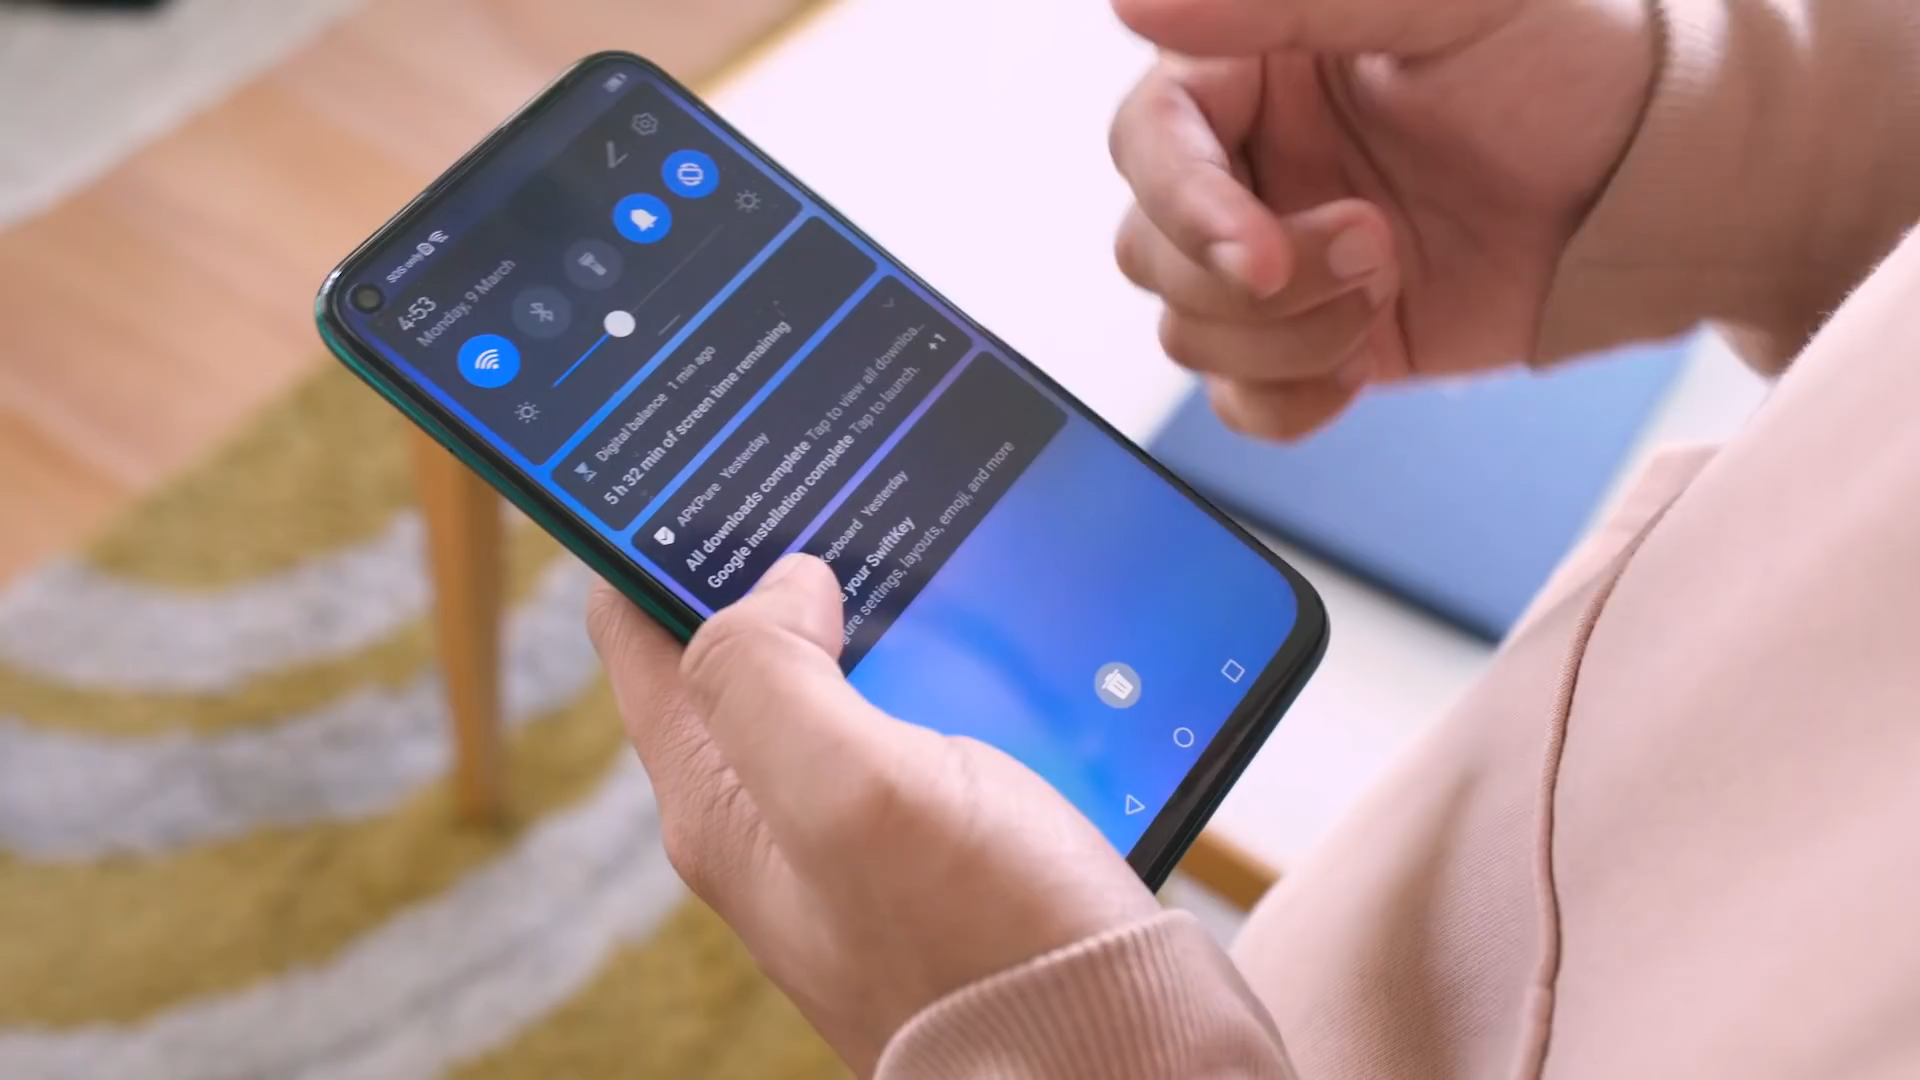 SOS only
4:53
Monday, 9 March
Digital balance 1 min ago
5 h 32 min of screen time remaining
APKPure Yesterday
All downloads complete Tap to view all downloa...
Google installation complete Tap to launch.
+1
Keyboard Yesterday
your SwiftKey
settings, layouts, emoji, and more